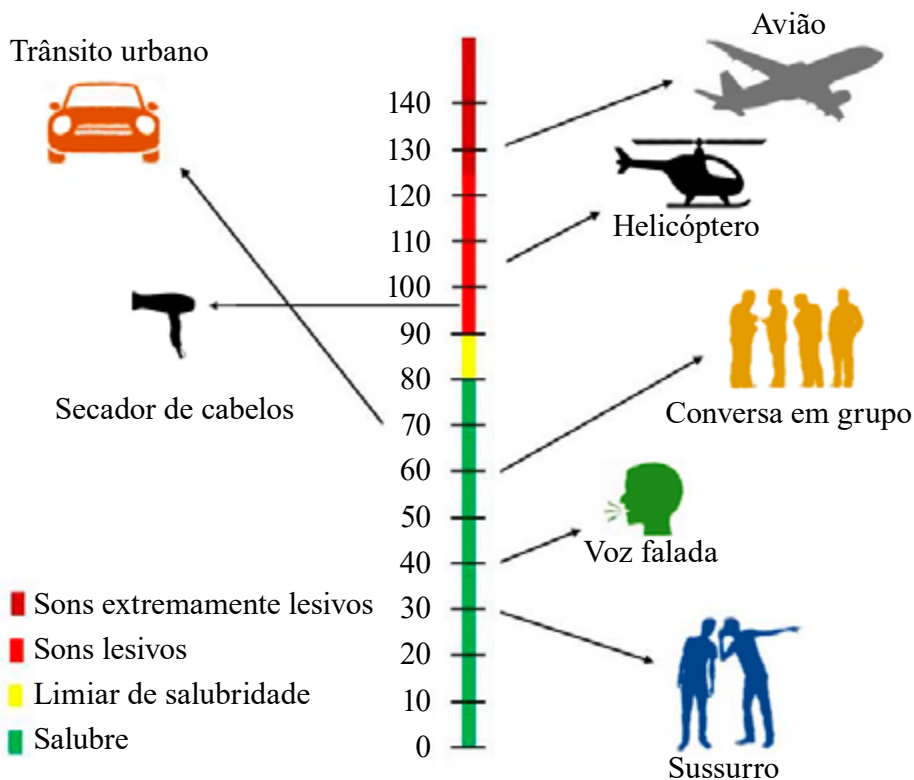 Trânsito urbano
Avião
140
130
120
Helicóptero
110
100
90
80
Secador de cabelos
Conversa em grupo
70
60
50
Voz falada
40
Sons extremamente lesivos
30
Sons lesivos
20
Limiar de salubridade
10
Salubre
0
Sussurro